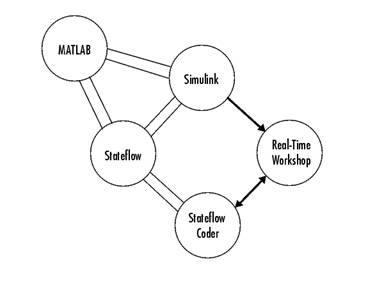 MATLAB
Simulink
Stateflow
Real-Time
Workshop
Stateflow
Coder